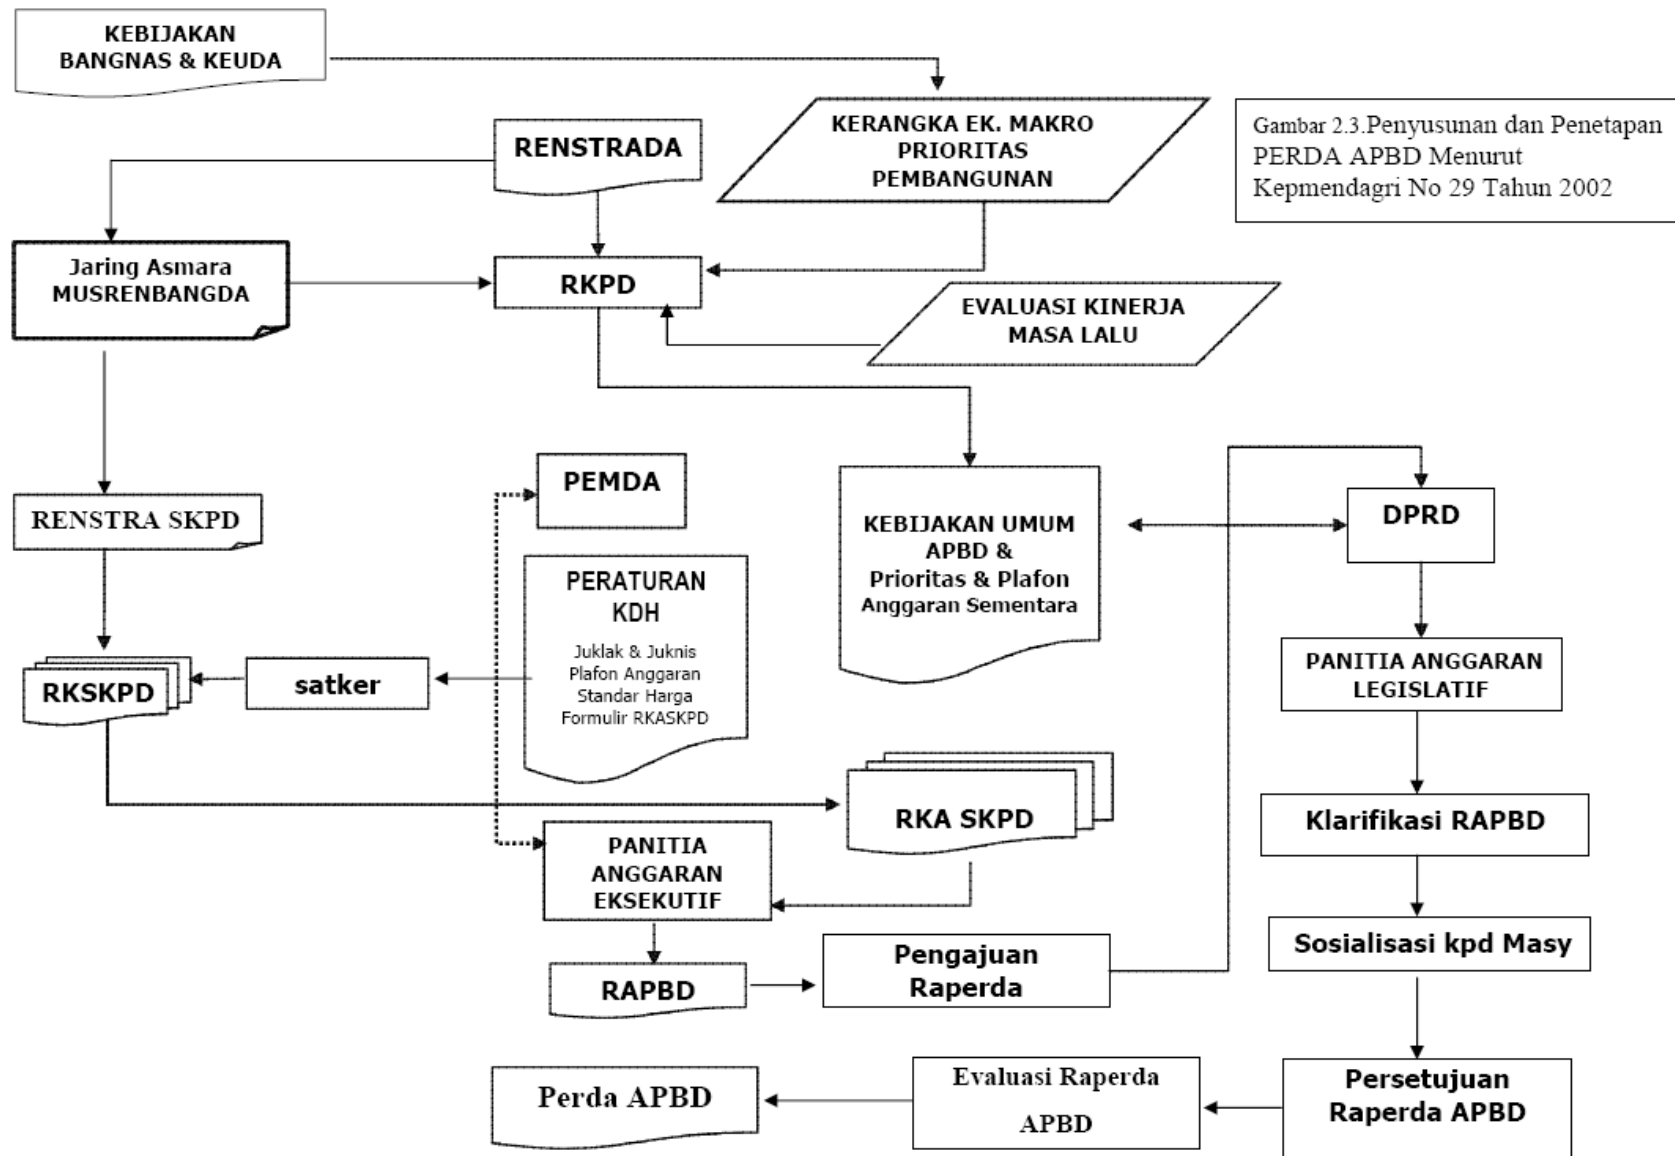 KEBIJAKAN
BANGNAS & KEUDA
KERANGKA EK. MAKRO
PRIORITAS
PEMBANGUNAN
Gambar 2.3.Penyusunan dan Penetapan
PERDA APBD Menurut
Kepmendagri No 29 Tahun 2002
RENSTRADA
Jaring Asmara
MUSRENBANGDA
RKPD
EVALUASI KINERJA
MASA LALU
PEMDA
KEBIJAKAN UMUM
APBD &
Prioritas & Plafon
Anggaran Sementara
DPRD
RENSTRA SKPD
PERATURAN
KDH
Juklak & Juknis
Plafon Anggaran
Standar Harga
Formulir RKASKPD
PANITIA ANGGARAN
LEGISLATIF
RKSKPD
satker
RKA SKPD
Klarifikasi RAPBD
PANITIA
ANGGARAN
EKSEKUTIF
Sosialisasi kpd Masy
RAPBD
Pengajuan
Raperda
Perda APBD
Evaluasi Raperda
APBD
Persetujuan
Raperda APBD